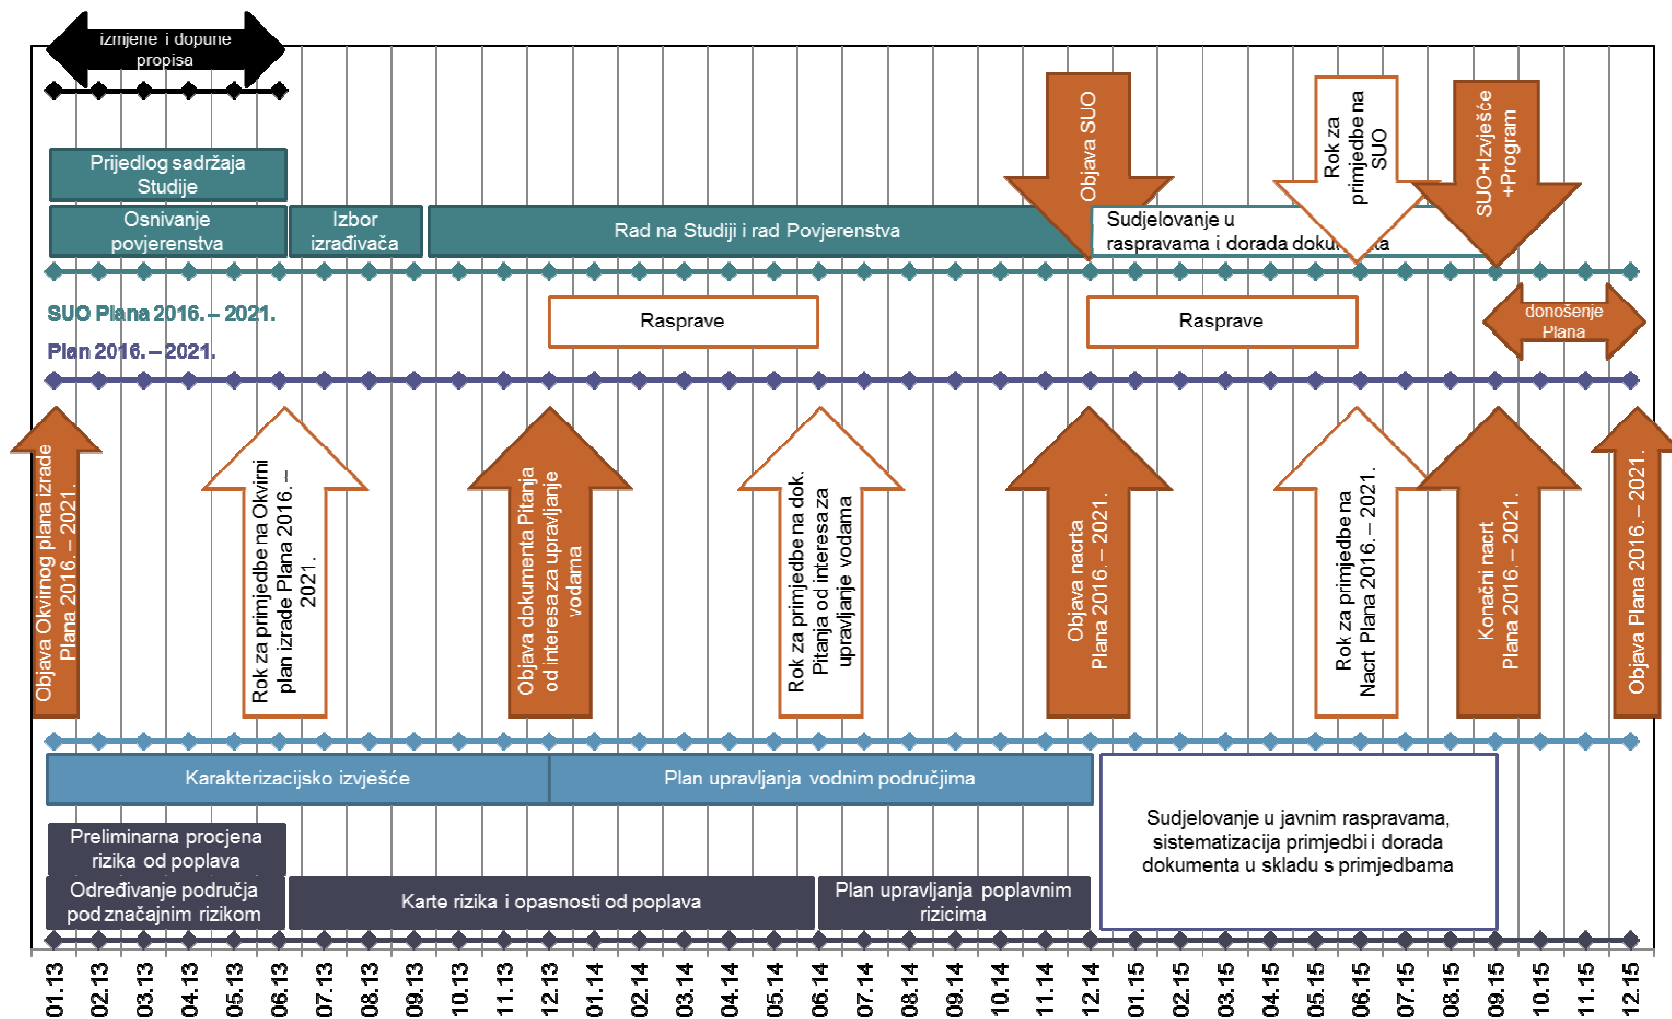 izmjene i dopune
propisa
Prijedlog sadržaja
Studije
Osnivanje
povjerenstva
Izbor
izrađivača
Rad na Studiji i rad Povjerenstva
Objava SUO
Sudjelovanje u
raspravama i dorada dokumenta
Rok za
primjedbe na
SUO
SUO+Izvješće
+Program
SUO Plana 2016. – 2021.
Rasprave
Rasprave
donošenje
Plana
Plan 2016. – 2021.
Objava Okvirnog plana izrade
Plana 2016. – 2021.
Rok za primjedbe na Okvirni
plan izrade Plana 2016. –
2021.
Objava dokumenta Pitanja
od interesa za upravljanje
vodama
Rok za primjedbe na dok.
Pitanja od interesa za
upravljanje vodama
Objava nacrta
Plana 2016. – 2021.
Rok za primjedbe na
Nacrt Plana 2016. – 2021.
Konačni nacrt
Plana 2016. – 2021.
Objava Plana 2016. – 2021.
Karakterizacijsko izvješće
Plan upravljanja vodnim područjima
Sudjelovanje u javnim raspravama,
sistematizacija primjedbi i dorada
dokumenta u skladu s primjedbama
Preliminarna procjena
rizika od poplava
Određivanje područja
pod značajnim rizikom
Karte rizika i opasnosti od poplava
Plan upravljanja poplavnim
rizicima
01.13
02.13
03.13
04.13
05.13
06.13
07.13
08.13
09.13
10.13
11.13
12.13
01.14
02.14
03.14
04.14
05.14
06.14
07.14
08.14
09.14
10.14
11.14
12.14
01.15
02.15
03.15
04.15
05.15
06.15
07.15
08.15
09.15
10.15
11.15
12.15